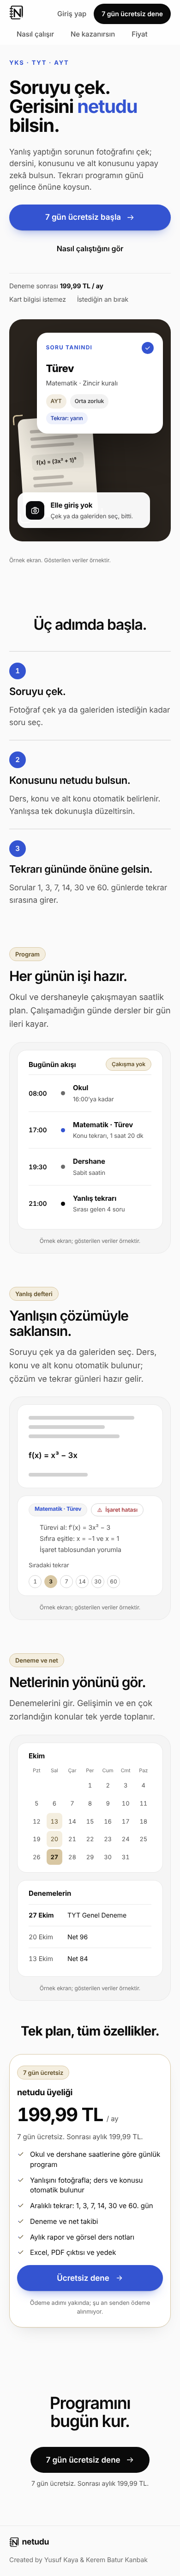 Giriş yap
7 gün ücretsiz dene
Nasıl çalışır
Ne kazanırsın
Fiyat
YKS · TYT · AYT
Soruyu çek.
Gerisini netudu
bilsin.
Yanlış yaptığın sorunun fotoğrafını çek;
dersini, konusunu ve alt konusunu yapay
zekâ bulur. Tekrarı programın günü
gelince önüne koysun.
7 gün ücretsiz başla →
Nasıl çalıştığını gör
Deneme sonrası 199,99 TL / ay
Kart bilgisi istemez
İstediğin an bırak
SORU TANINDI
Türev
Matematik · Zincir kuralı
AYT
Orta zorluk
Tekrar: yarın
Elle giriş yok
Çek ya da galeriden seç, bitti.
Örnek ekran. Gösterilen veriler örnektir.
Üç adımda başla.
1
Soruyu çek.
Fotoğraf çek ya da galeriden istediğin kadar
soru seç.
2
Konusunu netudu bulsun.
Ders, konu ve alt konu otomatik belirlenir.
Yanlışsa tek dokunuşla düzeltirsin.
3
Tekrarı gününde önüne gelsin.
Sorular 1, 3, 7, 14, 30 ve 60. günlerde tekrar
sırasına girer.
Program
Her günün işi hazır.
Okul ve dershaneyle çakışmayan saatlik
plan. Çalışamadığın günde dersler bir gün
ileri kayar.
Bugünün akışı
Çakışma yok
08:00
Okul
16:00'ya kadar
17:00
Matematik · Türev
Konu tekrarı, 1 saat 20 dk
19:30
Dershane
Sabit saatin
21:00
Yanlış tekrarı
Sırası gelen 4 soru
Örnek ekran; gösterilen veriler örnektir.
Yanlış defteri
Yanlışın çözümüyle
saklansın.
Soruyu çek ya da galeriden seç. Ders,
konu ve alt konu otomatik bulunur;
çözüm ve tekrar günleri hazır gelir.
f(x) = x³ − 3x
Matematik · Türev
İşaret hatası
Türevi al: f′(x) = 3x² − 3
Sıfıra eşitle: x = −1 ve x = 1
İşaret tablosundan yorumla
Sıradaki tekrar
1 3 7 14 30 60
Örnek ekran; gösterilen veriler örnektir.
Deneme ve net
Netlerinin yönünü gör.
Denemelerini gir. Gelişimin ve en çok
zorlandığın konular tek yerde toplanır.
Ekim
Pzt Sal Çar Per Cum Cmt Paz
1 2 3 4
5 6 7 8 9 10 11
12 13 14 15 16 17 18
19 20 21 22 23 24 25
26 27 28 29 30 31
Denemelerin
27 Ekim TYT Genel Deneme
20 Ekim Net 96
13 Ekim Net 84
Örnek ekran; gösterilen veriler örnektir.
Tek plan, tüm özellikler.
7 gün ücretsiz
netudu üyeliği
199,99 TL / ay
7 gün ücretsiz. Sonrası aylık 199,99 TL.
Okul ve dershane saatlerine göre günlük
program
Yanlışını fotoğrafla; ders ve konusu
otomatik bulunur
Aralıklı tekrar: 1, 3, 7, 14, 30 ve 60. gün
Deneme ve net takibi
Aylık rapor ve görsel ders notları
Excel, PDF çıktısı ve yedek
Ücretsiz dene →
Ödeme adımı yakında; şu an senden ödeme
alınmıyor.
Programını
bugün kur.
7 gün ücretsiz dene →
7 gün ücretsiz. Sonrası aylık 199,99 TL.
netudu
Created by Yusuf Kaya & Kerem Batur Kanbak